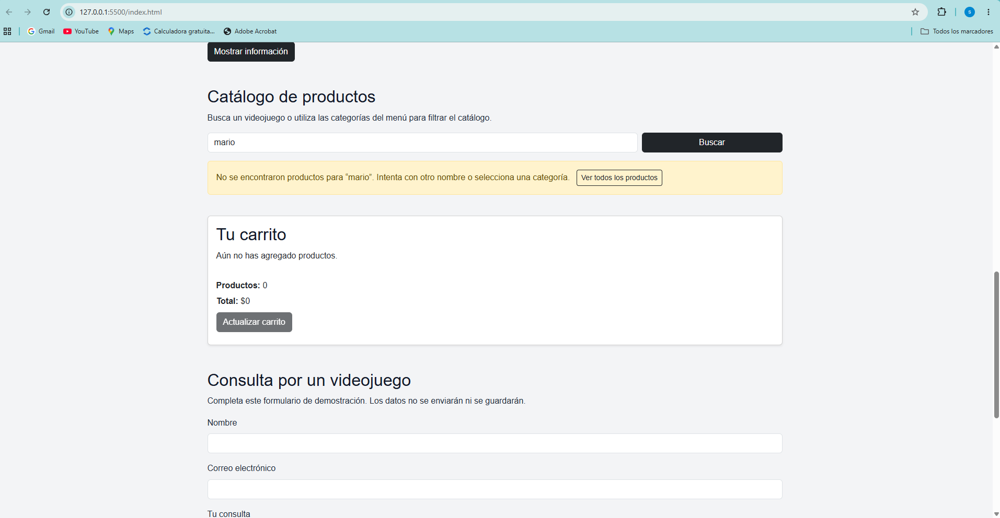 127.0.0.1:5500/index.html
s
Gmail
YouTube
Maps
Calculadora gratuita...
Adobe Acrobat
Todos los marcadores
Mostrar información
Catálogo de productos
Busca un videojuego o utiliza las categorías del menú para filtrar el catálogo.
mario
Buscar
No se encontraron productos para “mario”. Intenta con otro nombre o selecciona una categoría.
Ver todos los productos
Tu carrito
Aún no has agregado productos.
Productos: 0
Total: $0
Actualizar carrito
Consulta por un videojuego
Completa este formulario de demostración. Los datos no se enviarán ni se guardarán.
Nombre
Correo electrónico
Tu consulta